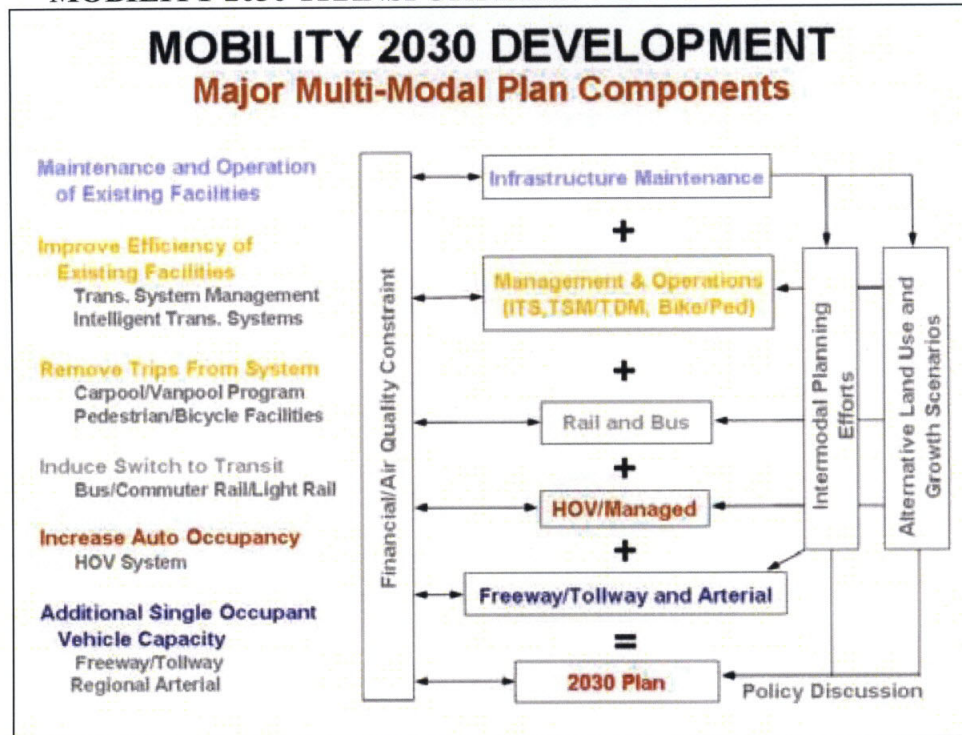 MOBILITY 2030 DEVELOPMENT
Major Multi-Modal Plan Components
Maintenance and Operation
of Existing Facilities
Improve Efficiency of
Existing Facilities
Trans. System Management
Intelligent Trans. Systems
Remove Trips From System
Carpool/Vanpool Program
Pedestrian/Bicycle Facilities
Induce Switch to Transit
Bus/Commuter Rail/Light Rail
Increase Auto Occupancy
HOV System
Additional Single Occupant
Vehicle Capacity
Freeway/Tollway
Regional Arterial
Financial/Air Quality Constraint
Infrastructure Maintenance
+
Management & Operations
(ITS,TSM/TDM, Bike/Ped)
+
Rail and Bus
+
HOV/Managed
+
Freeway/Tollway and Arterial
=
2030 Plan
Intermodal Planning
Efforts
Alternative Land Use and
Growth Scenarios
Policy Discussion